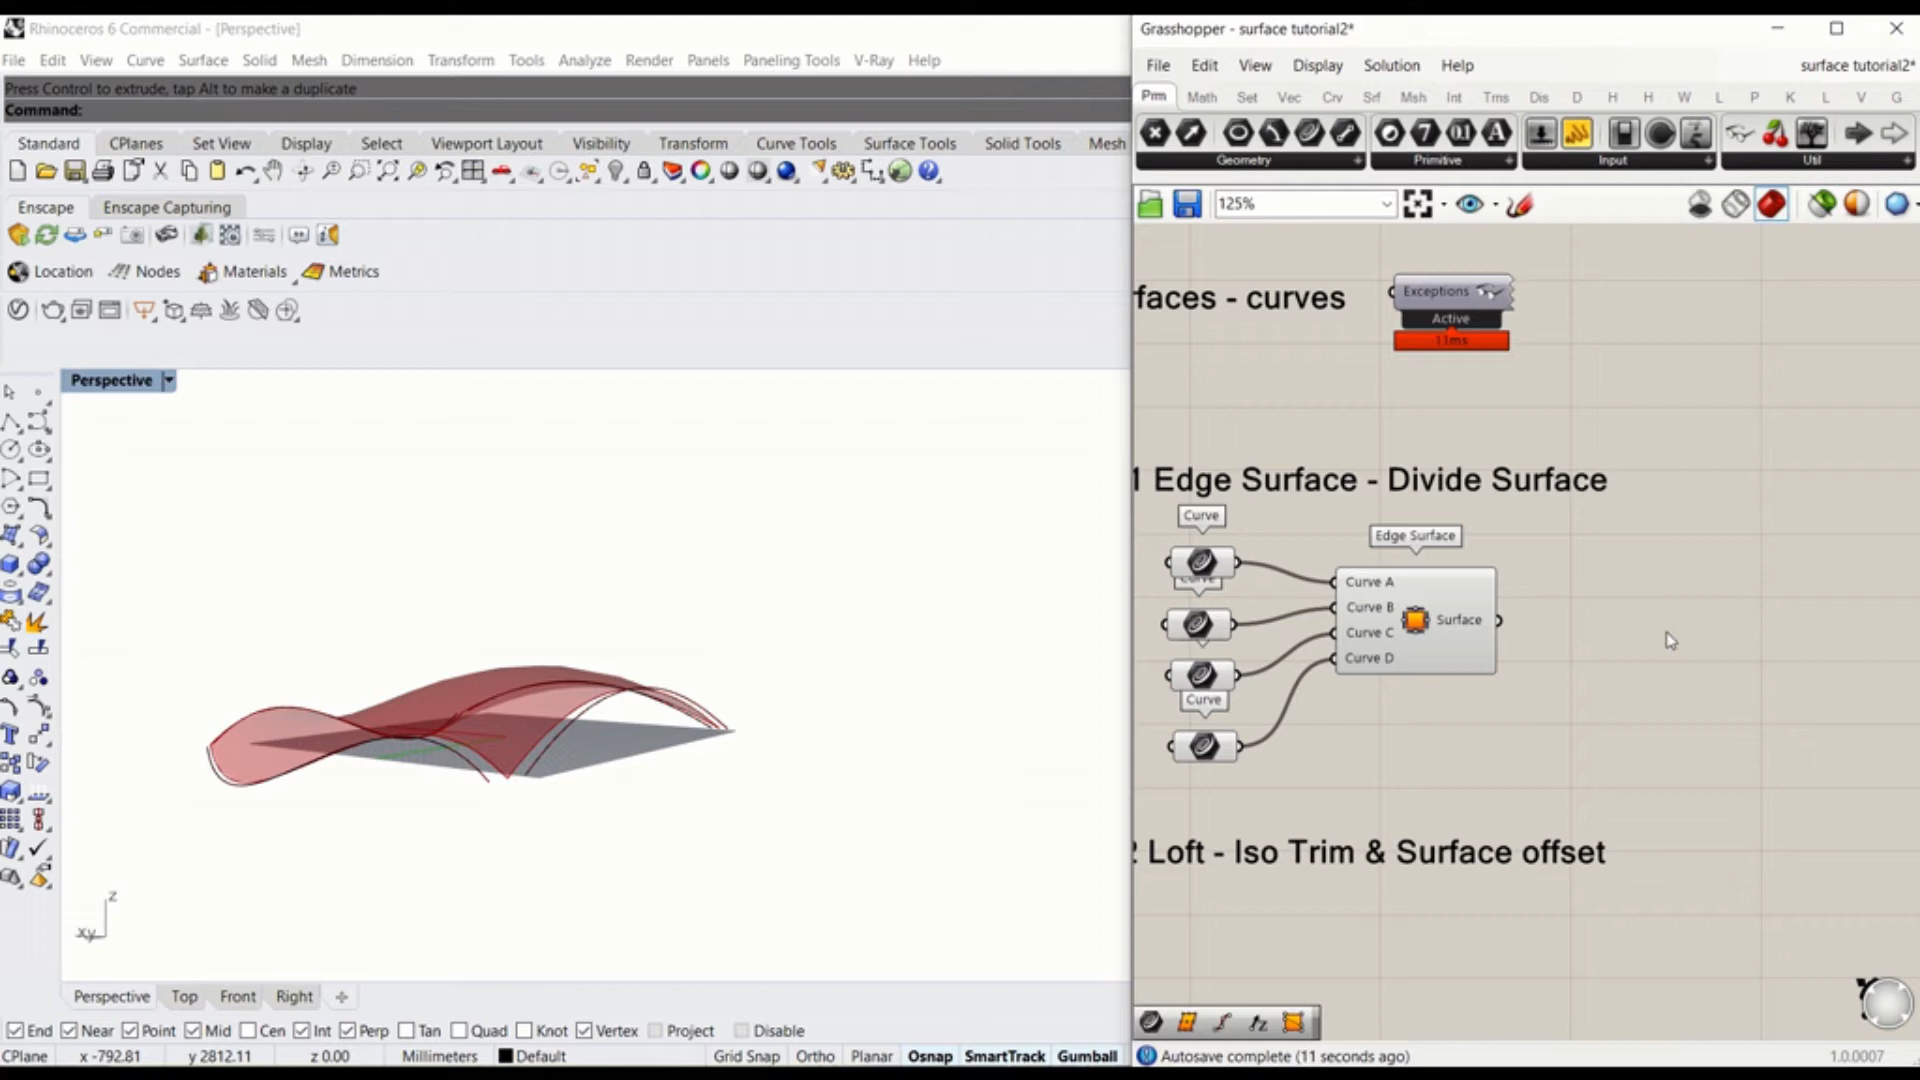 Rhinoceros 6 Commercial - [Perspective]
File Edit View Curve Surface Solid Mesh Dimension Transform Tools Analyze Render Panels Paneling Tools V-Ray Help
Press Control to extrude, tap Alt to make a duplicate
Command:
Standard CPlanes Set View Display Select Viewport Layout Visibility Transform Curve Tools Surface Tools Solid Tools Mesh
Enscape Enscape Capturing
Location Nodes Materials Metrics
Perspective
z
xy
Perspective Top Front Right
End Near Point Mid Cen Int Perp Tan Quad Knot Vertex Project Disable
CPlane x -792.81 y 2812.11 z 0.00 Millimeters Default Grid Snap Ortho Planar Osnap SmartTrack Gumball
Grasshopper - surface tutorial2*
File Edit View Display Solution Help surface tutorial2*
Prm Math Set Vec Crv Srf Msh Int Trns Dis D H H W L P K L V G
Geometry Primitive Input Util
125%
faces - curves
Exceptions
Active
11ms
1 Edge Surface - Divide Surface
Curve
Edge Surface
Curve
Curve A
Curve B
Surface
Curve C
Curve D
Curve
2 Loft - Iso Trim & Surface offset
Autosave complete (11 seconds ago) 1.0.0007